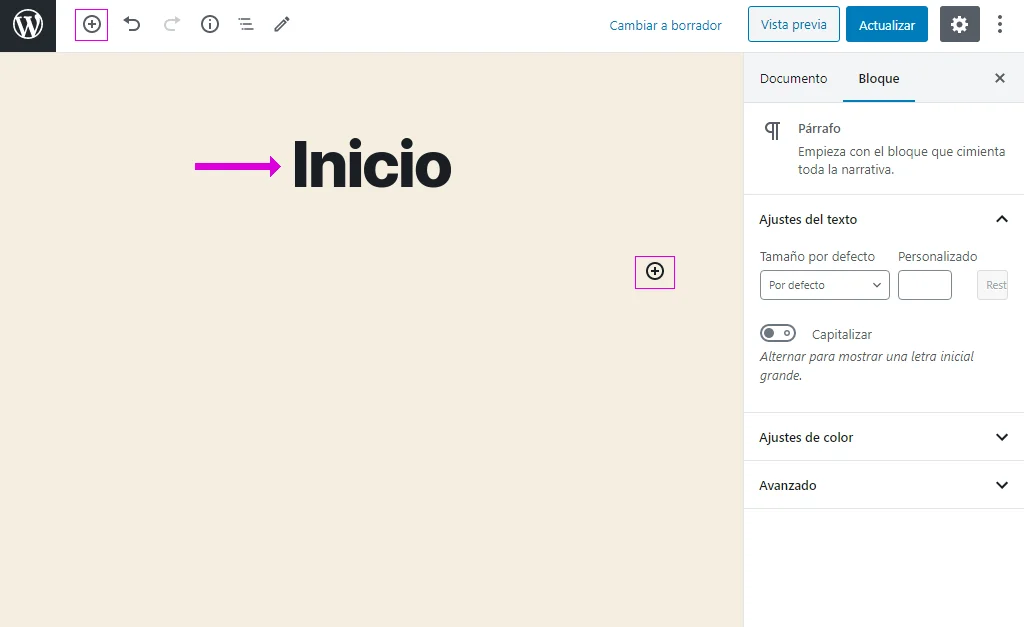 Cambiar a borrador
Vista previa
Actualizar
Documento
Bloque
Inicio
Párrafo
Empieza con el bloque que cimienta
toda la narrativa.
Ajustes del texto
Tamaño por defecto
Personalizado
Por defecto
Rest
Capitalizar
Alternar para mostrar una letra inicial
grande.
Ajustes de color
Avanzado